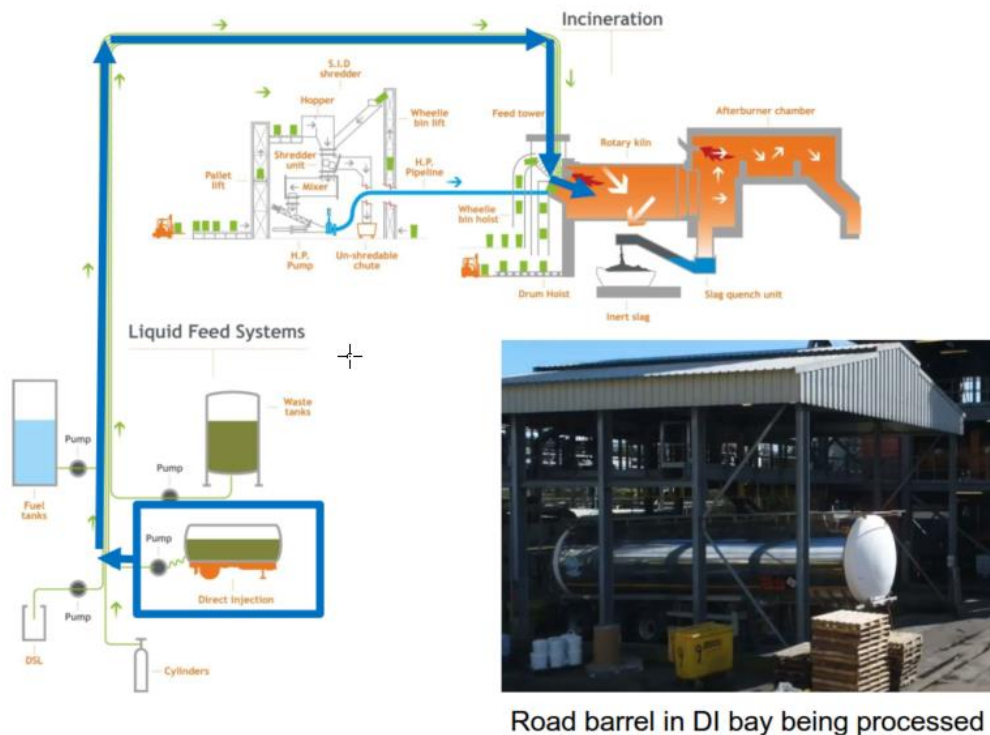 Incineration
S.I.D
shredder
Hopper
Wheelie
bin lift
Feed tower
Afterburner chamber
Rotary kiln
Shredder
unit
H.P.
Pipeline
Pallet
lift
Mixer
Wheelie
bin hoist
H.P.
Pump
Un-shredable
chute
Drum Hoist
Slag quench unit
Inert slag
Liquid Feed Systems
Waste
tanks
Pump
Pump
Fuel
tanks
Pump
Direct injection
Pump
DSL
Cylinders
Road barrel in DI bay being processed